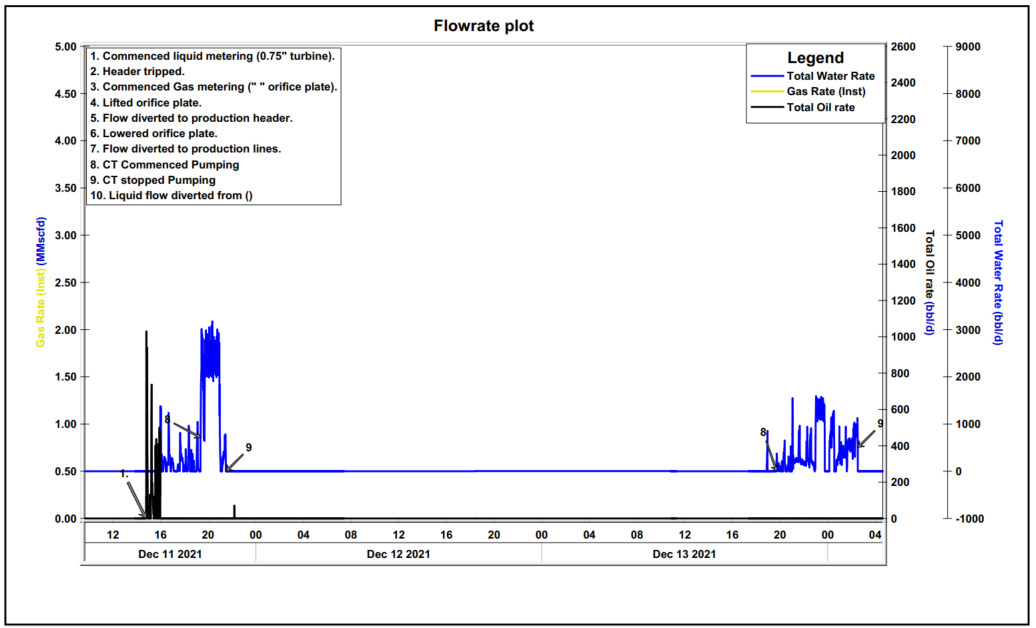 Flowrate plot
1. Commenced liquid metering (0.75" turbine).
2. Header tripped.
3. Commenced Gas metering (" " orifice plate).
4. Lifted orifice plate.
5. Flow diverted to production header.
6. Lowered orifice plate.
7. Flow diverted to production lines.
8. CT Commenced Pumping
9. CT stopped Pumping
10. Liquid flow diverted from ()
Legend
Total Water Rate
Gas Rate (Inst)
Total Oil rate
Gas Rate (Inst) (MMscfd)
5.00
4.50
4.00
3.50
3.00
2.50
2.00
1.50
1.00
0.50
0.00
2600
2400
2200
2000
1800
1600
1400
1200
1000
800
600
400
200
0
Total Oil rate (bbl/d)
9000
8000
7000
6000
5000
4000
3000
2000
1000
0
-1000
Total Water Rate (bbl/d)
1.
8
9
8
9
12 16 20 00 04 08 12 16 20 00 04 08 12 16 20 00 04
Dec 11 2021 Dec 12 2021 Dec 13 2021